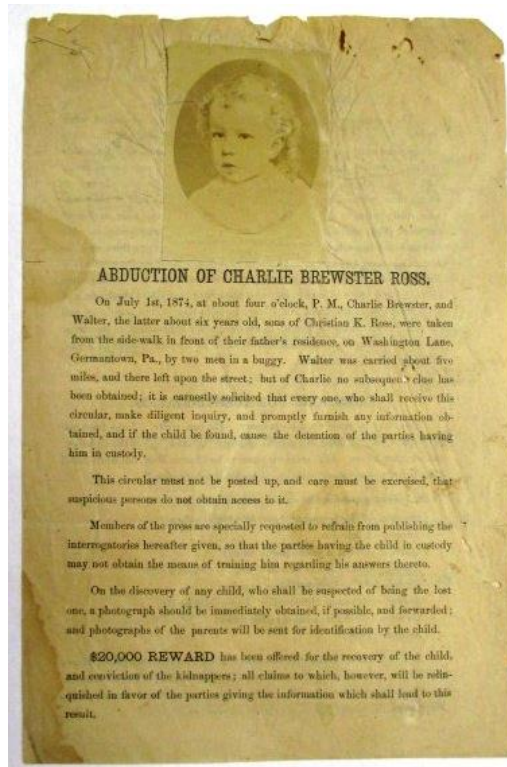 ABDUCTION OF CHARLIE BREWSTER ROSS.
On July 1st, 1874, at about four o'clock, P. M., Charlie Brewster, and
Walter, the latter about six years old, sons of Christian K. Ross, were taken
from the side-walk in front of their father's residence, on Washington Lane,
Germantown, Pa., by two men in a buggy. Walter was carried about five
miles, and there left upon the street; but of Charlie no subsequent clue has
been obtained; it is earnestly solicited that every one, who shall receive this
circular, make diligent inquiry, and promptly furnish any information ob-
tained, and if the child be found, cause the detention of the parties having
him in custody.
This circular must not be posted up, and care must be exercised, that
suspicious persons do not obtain access to it.
Members of the press are specially requested to refrain from publishing the
interrogatories hereafter given, so that the parties having the child in custody
may not obtain the means of training him regarding his answers thereto.
On the discovery of any child, who shall be suspected of being the lost
one, a photograph should be immediately obtained, if possible, and forwarded;
and photographs of the parents will be sent for identification by the child.
$20,000 REWARD has been offered for the recovery of the child,
and conviction of the kidnappers; all claims to which, however, will be relin-
quished in favor of the parties giving the information which shall lead to this
result.